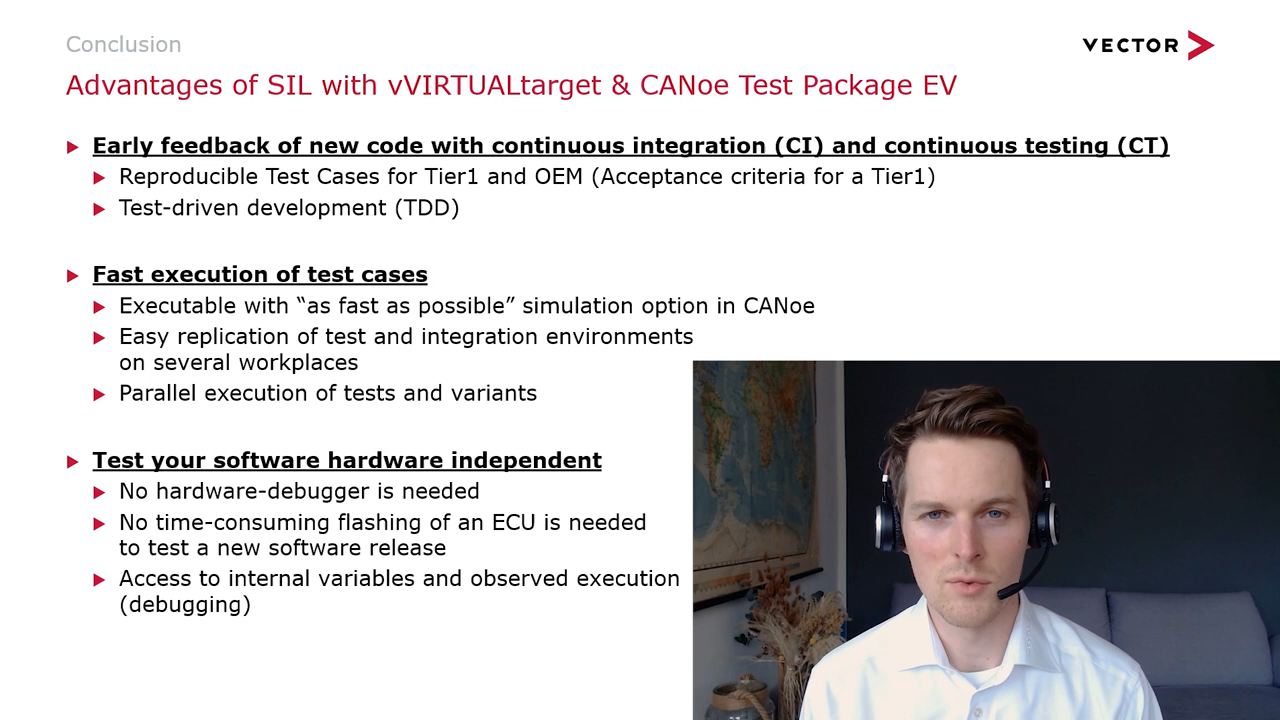 Conclusion
VECTOR
Advantages of SIL with vVIRTUALtarget & CANoe Test Package EV
Early feedback of new code with continuous integration (CI) and continuous testing (CT)
Reproducible Test Cases for Tier1 and OEM (Acceptance criteria for a Tier1)
Test-driven development (TDD)
Fast execution of test cases
Executable with “as fast as possible” simulation option in CANoe
Easy replication of test and integration environments
on several workplaces
Parallel execution of tests and variants
Test your software hardware independent
No hardware-debugger is needed
No time-consuming flashing of an ECU is needed
to test a new software release
Access to internal variables and observed execution
(debugging)